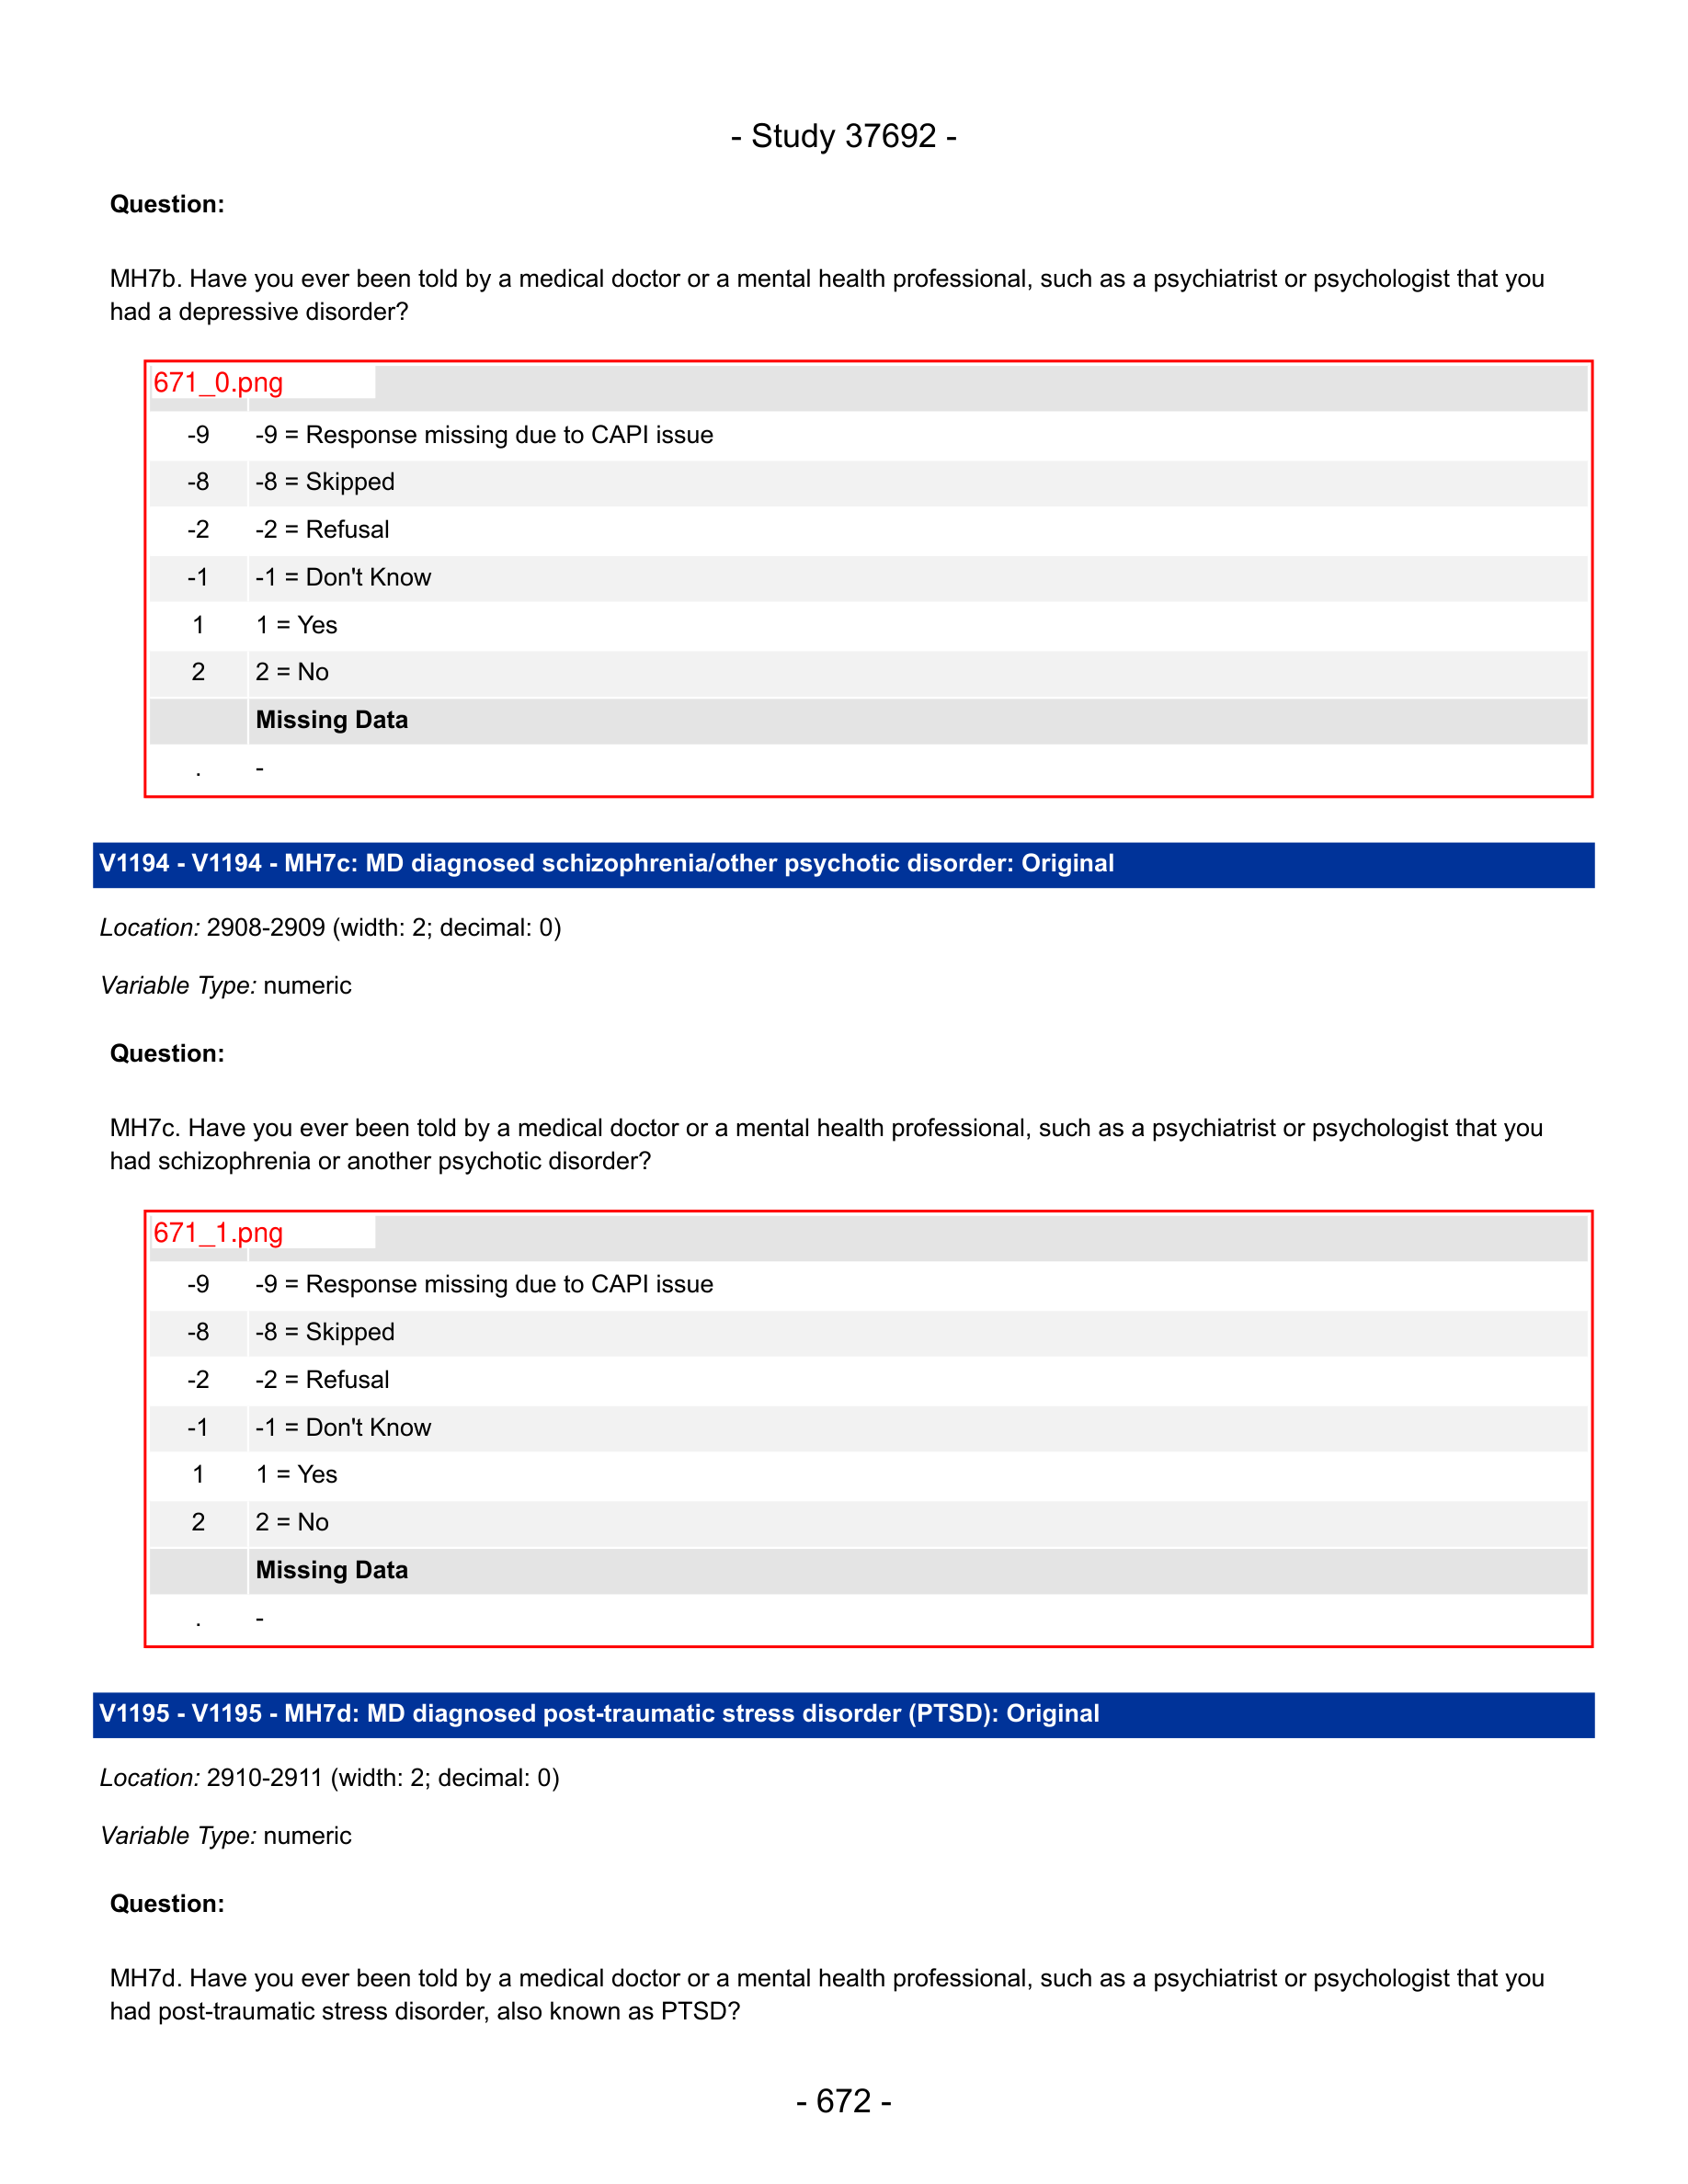 - Study 37692 -
Question:
MH7b. Have you ever been told by a medical doctor or a mental health professional, such as a psychiatrist or psychologist that you
had a depressive disorder?
671_0.png
-9 -9 = Response missing due to CAPI issue
-8 -8 = Skipped
-2 -2 = Refusal
-1 -1 = Don't Know
1 1 = Yes
2 2 = No
Missing Data
. -
V1194 - V1194 - MH7c: MD diagnosed schizophrenia/other psychotic disorder: Original
Location: 2908-2909 (width: 2; decimal: 0)
Variable Type: numeric
Question:
MH7c. Have you ever been told by a medical doctor or a mental health professional, such as a psychiatrist or psychologist that you
had schizophrenia or another psychotic disorder?
671_1.png
-9 -9 = Response missing due to CAPI issue
-8 -8 = Skipped
-2 -2 = Refusal
-1 -1 = Don't Know
1 1 = Yes
2 2 = No
Missing Data
. -
V1195 - V1195 - MH7d: MD diagnosed post-traumatic stress disorder (PTSD): Original
Location: 2910-2911 (width: 2; decimal: 0)
Variable Type: numeric
Question:
MH7d. Have you ever been told by a medical doctor or a mental health professional, such as a psychiatrist or psychologist that you
had post-traumatic stress disorder, also known as PTSD?
- 672 -